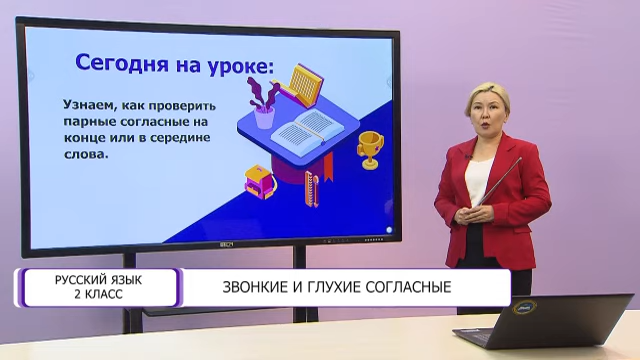 Сегодня на уроке:
Узнаем, как проверить
парные согласные на
конце или в середине
слова.
РУССКИЙ ЯЗЫК
2 КЛАСС
ЗВОНКИЕ И ГЛУХИЕ СОГЛАСНЫЕ